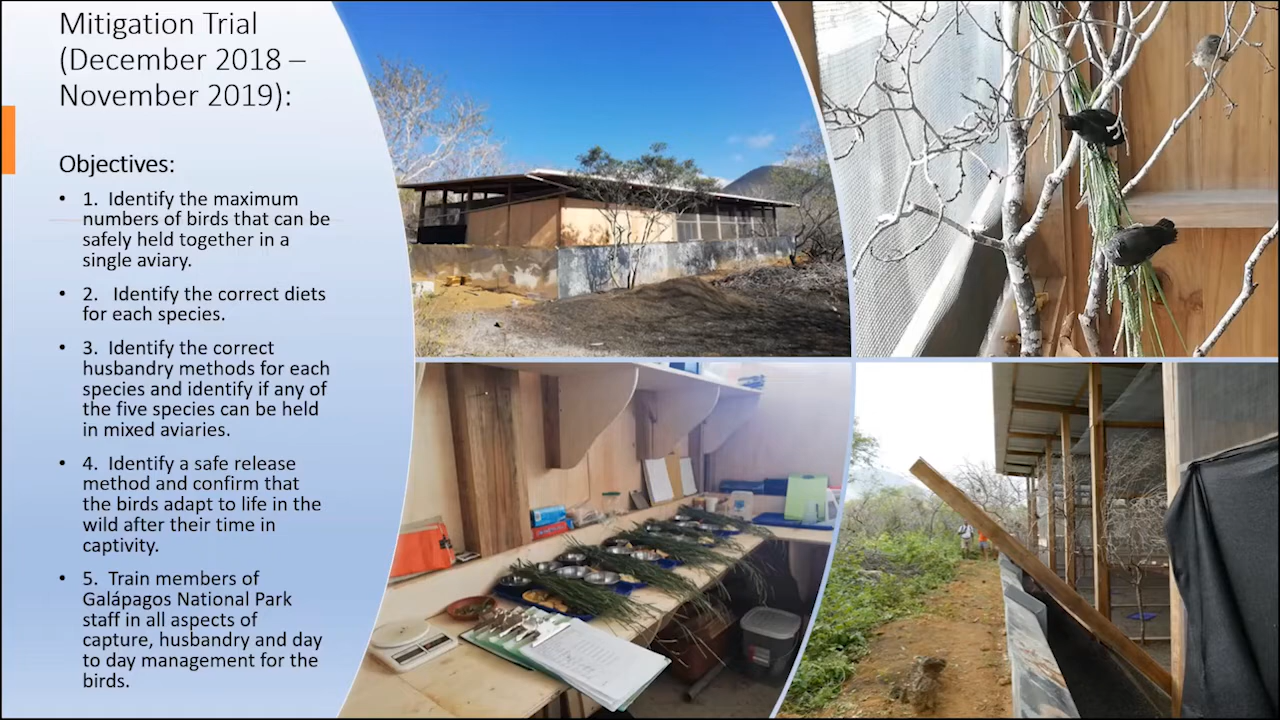 Mitigation Trial
(December 2018 –
November 2019):
Objectives:
• 1. Identify the maximum
numbers of birds that can be
safely held together in a
single aviary.
• 2. Identify the correct diets
for each species.
• 3. Identify the correct
husbandry methods for each
species and identify if any of
the five species can be held
in mixed aviaries.
• 4. Identify a safe release
method and confirm that
the birds adapt to life in the
wild after their time in
captivity.
• 5. Train members of
Galápagos National Park
staff in all aspects of
capture, husbandry and day
to day management for the
birds.